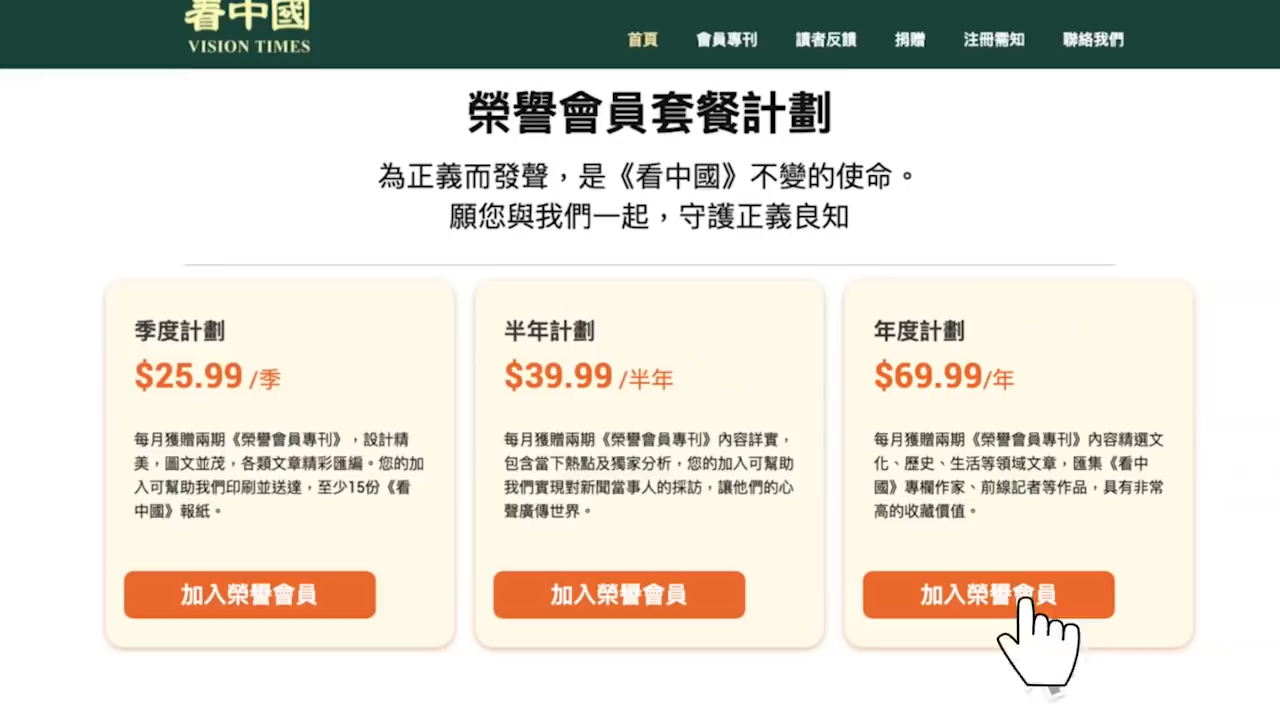 看中國
VISION TIMES
首頁 會員專刊 讀者反饋 捐贈 注冊需知 聯絡我們
榮譽會員套餐計劃
為正義而發聲，是《看中國》不變的使命。
願您與我們一起，守護正義良知
季度計劃
$25.99 /季
每月獲贈兩期《榮譽會員專刊》，設計精
美，圖文並茂，各類文章精彩匯編。您的加
入可幫助我們印刷並送達，至少15份《看
中國》報紙。
加入榮譽會員
半年計劃
$39.99 /半年
每月獲贈兩期《榮譽會員專刊》內容詳實，
包含當下熱點及獨家分析，您的加入可幫助
我們實現對新聞當事人的採訪，讓他們的心
聲廣傳世界。
加入榮譽會員
年度計劃
$69.99/年
每月獲贈兩期《榮譽會員專刊》內容精選文
化、歷史、生活等領域文章，匯集《看中
國》專欄作家、前線記者等作品，具有非常
高的收藏價值。
加入榮譽會員